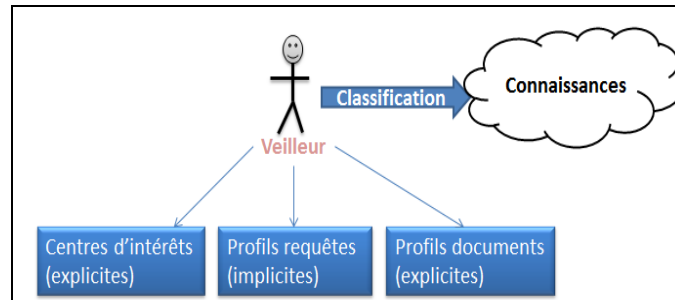 Classification
Connaissances
Veilleur
Centres d'intérêts
(explicites)
Profils requêtes
(implicites)
Profils documents
(explicites)